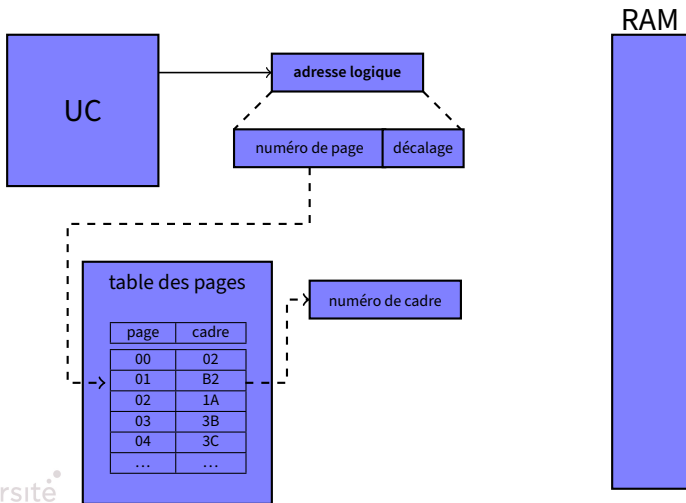 RAM
UC
adresse logique
numéro de page décalage
table des pages
numéro de cadre
page cadre
00 02
01 B2
02 1A
03 3B
04 3C
... ...